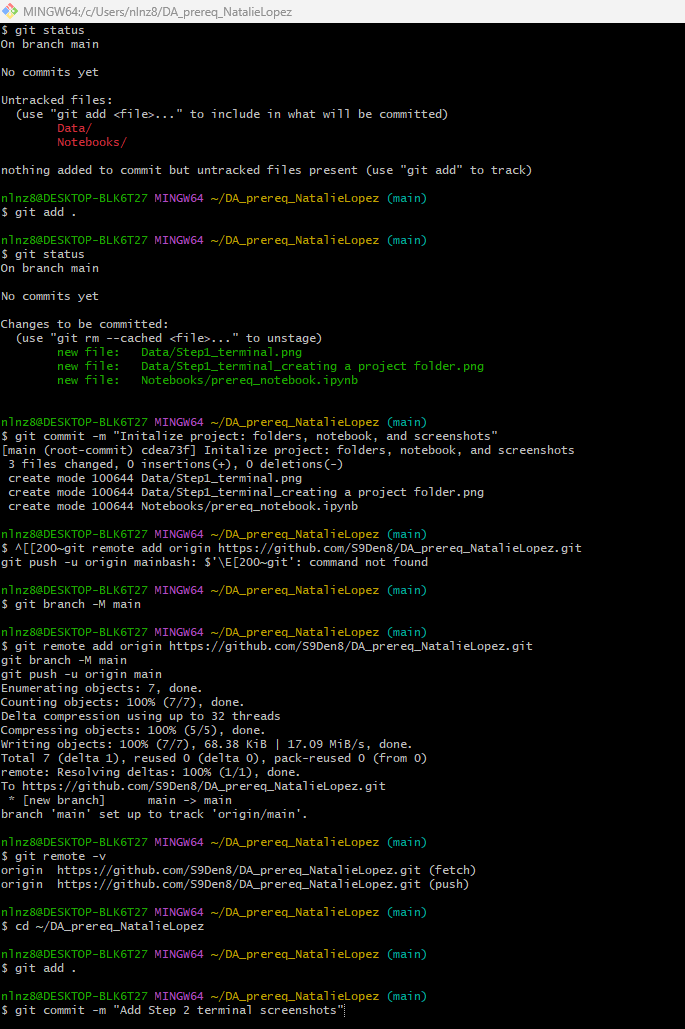 MINGW64:/c/Users/nlnz8/DA_prereq_NatalieLopez
$ git status
On branch main
No commits yet
Untracked files:
(use "git add <file>..." to include in what will be committed)
Data/
Notebooks/
nothing added to commit but untracked files present (use "git add" to track)
nlnz8@DESKTOP-BLK6T27 MINGW64 ~/DA_prereq_NatalieLopez (main)
$ git add .
nlnz8@DESKTOP-BLK6T27 MINGW64 ~/DA_prereq_NatalieLopez (main)
$ git status
On branch main
No commits yet
Changes to be committed:
(use "git rm --cached <file>..." to unstage)
new file:   Data/Step1_terminal.png
new file:   Data/Step1_terminal_creating a project folder.png
new file:   Notebooks/prereq_notebook.ipynb
nlnz8@DESKTOP-BLK6T27 MINGW64 ~/DA_prereq_NatalieLopez (main)
$ git commit -m "Initalize project: folders, notebook, and screenshots"
[main (root-commit) cdea73f] Initalize project: folders, notebook, and screenshots
3 files changed, 0 insertions(+), 0 deletions(-)
create mode 100644 Data/Step1_terminal.png
create mode 100644 Data/Step1_terminal_creating a project folder.png
create mode 100644 Notebooks/prereq_notebook.ipynb
nlnz8@DESKTOP-BLK6T27 MINGW64 ~/DA_prereq_NatalieLopez (main)
$ ^[[200~git remote add origin https://github.com/S9Den8/DA_prereq_NatalieLopez.git
git push -u origin mainbash: $'\E[200~git': command not found
nlnz8@DESKTOP-BLK6T27 MINGW64 ~/DA_prereq_NatalieLopez (main)
$ git branch -M main
nlnz8@DESKTOP-BLK6T27 MINGW64 ~/DA_prereq_NatalieLopez (main)
$ git remote add origin https://github.com/S9Den8/DA_prereq_NatalieLopez.git
git branch -M main
git push -u origin main
Enumerating objects: 7, done.
Counting objects: 100% (7/7), done.
Delta compression using up to 32 threads
Compressing objects: 100% (5/5), done.
Writing objects: 100% (7/7), 68.38 KiB | 17.09 MiB/s, done.
Total 7 (delta 1), reused 0 (delta 0), pack-reused 0 (from 0)
remote: Resolving deltas: 100% (1/1), done.
To https://github.com/S9Den8/DA_prereq_NatalieLopez.git
* [new branch]      main -> main
branch 'main' set up to track 'origin/main'.
nlnz8@DESKTOP-BLK6T27 MINGW64 ~/DA_prereq_NatalieLopez (main)
$ git remote -v
origin  https://github.com/S9Den8/DA_prereq_NatalieLopez.git (fetch)
origin  https://github.com/S9Den8/DA_prereq_NatalieLopez.git (push)
nlnz8@DESKTOP-BLK6T27 MINGW64 ~/DA_prereq_NatalieLopez (main)
$ cd ~/DA_prereq_NatalieLopez
nlnz8@DESKTOP-BLK6T27 MINGW64 ~/DA_prereq_NatalieLopez (main)
$ git add .
nlnz8@DESKTOP-BLK6T27 MINGW64 ~/DA_prereq_NatalieLopez (main)
$ git commit -m "Add Step 2 terminal screenshots"